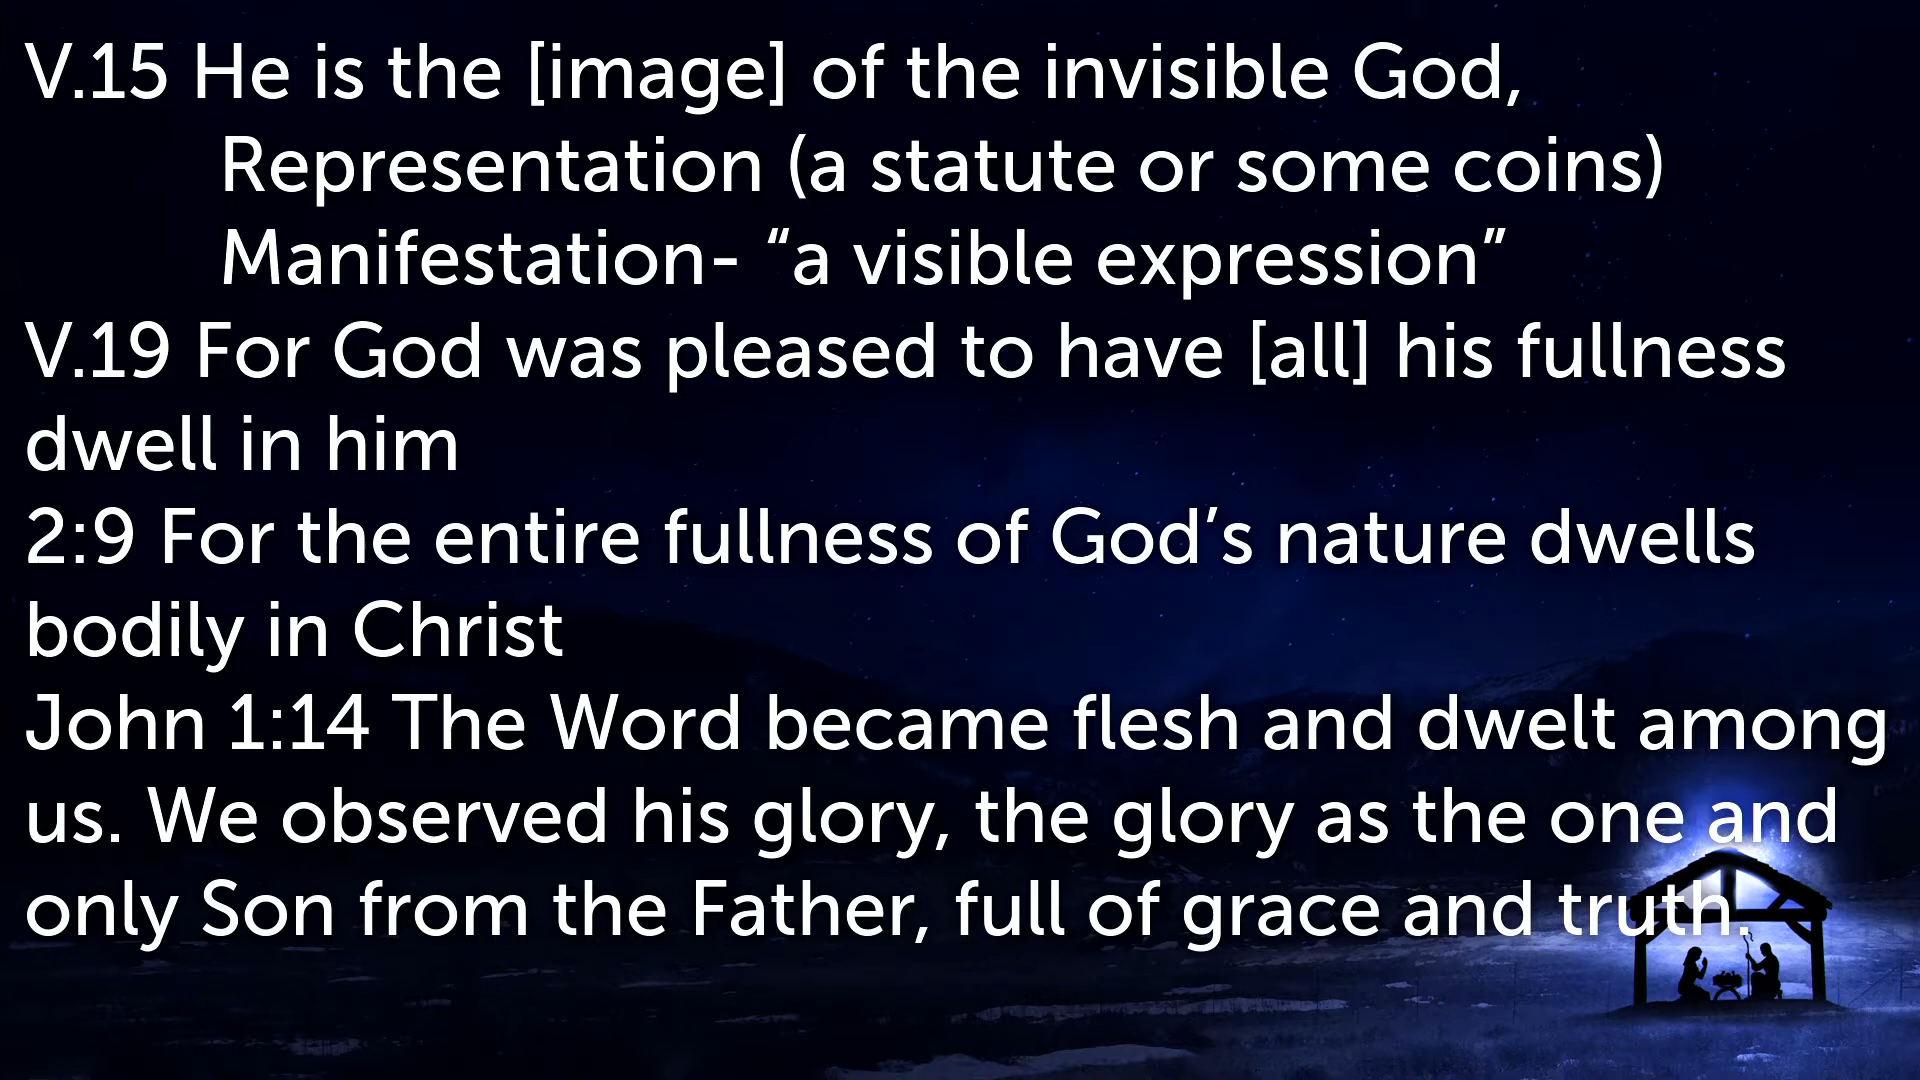 V.15 He is the [image] of the invisible God,
Representation (a statute or some coins)
Manifestation- “a visible expression”
V.19 For God was pleased to have [all] his fullness
dwell in him
2:9 For the entire fullness of God’s nature dwells
bodily in Christ
John 1:14 The Word became flesh and dwelt among
us. We observed his glory, the glory as the one and
only Son from the Father, full of grace and truth.